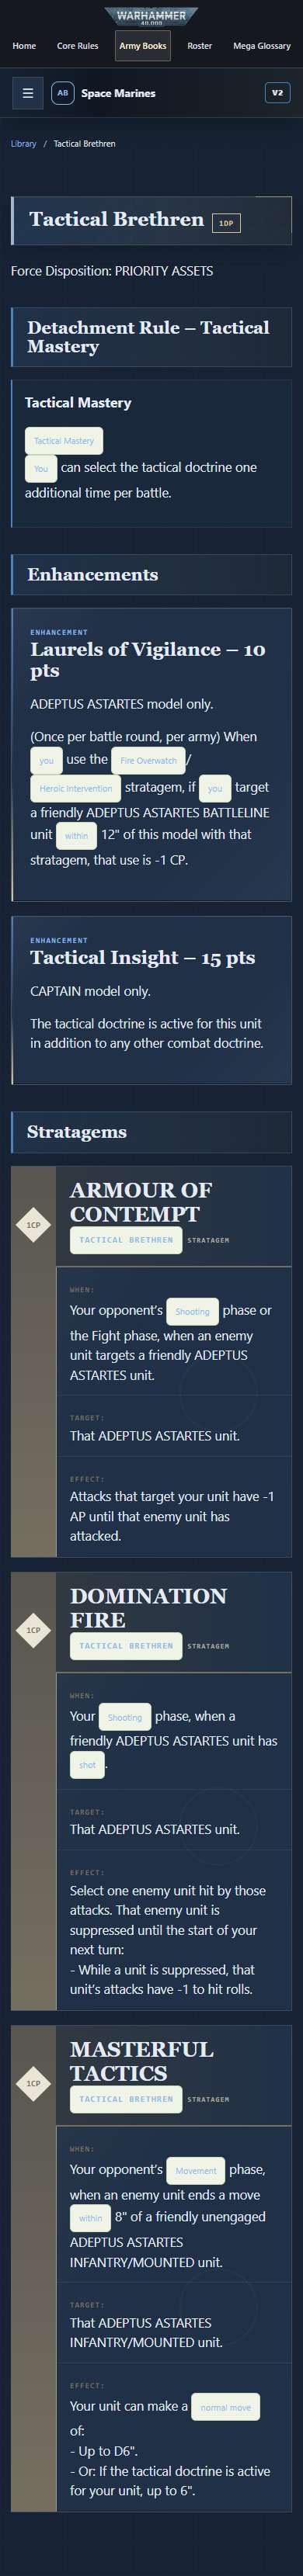 WARHAMMER
40,000
Home Core Rules Army Books Roster Mega Glossary
☰ AB Space Marines V2
Library / Tactical Brethren
Tactical Brethren 1DP
Force Disposition: PRIORITY ASSETS
Detachment Rule – Tactical
Mastery
Tactical Mastery
Tactical Mastery
You can select the tactical doctrine one
additional time per battle.
Enhancements
ENHANCEMENT
Laurels of Vigilance – 10
pts
ADEPTUS ASTARTES model only.
(Once per battle round, per army) When
you use the Fire Overwatch/
Heroic Intervention stratagem, if you target
a friendly ADEPTUS ASTARTES BATTLELINE
unit within 12" of this model with that
stratagem, that use is -1 CP.
ENHANCEMENT
Tactical Insight – 15 pts
CAPTAIN model only.
The tactical doctrine is active for this unit
in addition to any other combat doctrine.
Stratagems
1CP
ARMOUR OF
CONTEMPT
TACTICAL BRETHREN STRATAGEM
WHEN:
Your opponent's Shooting phase or
the Fight phase, when an enemy
unit targets a friendly ADEPTUS
ASTARTES unit.
TARGET:
That ADEPTUS ASTARTES unit.
EFFECT:
Attacks that target your unit have -1
AP until that enemy unit has
attacked.
1CP
DOMINATION
FIRE
TACTICAL BRETHREN STRATAGEM
WHEN:
Your Shooting phase, when a
friendly ADEPTUS ASTARTES unit has
shot.
TARGET:
That ADEPTUS ASTARTES unit.
EFFECT:
Select one enemy unit hit by those
attacks. That enemy unit is
suppressed until the start of your
next turn:
- While a unit is suppressed, that
unit's attacks have -1 to hit rolls.
1CP
MASTERFUL
TACTICS
TACTICAL BRETHREN STRATAGEM
WHEN:
Your opponent's Movement phase,
when an enemy unit ends a move
within 8" of a friendly unengaged
ADEPTUS ASTARTES
INFANTRY/MOUNTED unit.
TARGET:
That ADEPTUS ASTARTES
INFANTRY/MOUNTED unit.
EFFECT:
Your unit can make a normal move
of:
- Up to D6".
- Or: If the tactical doctrine is active
for your unit, up to 6".